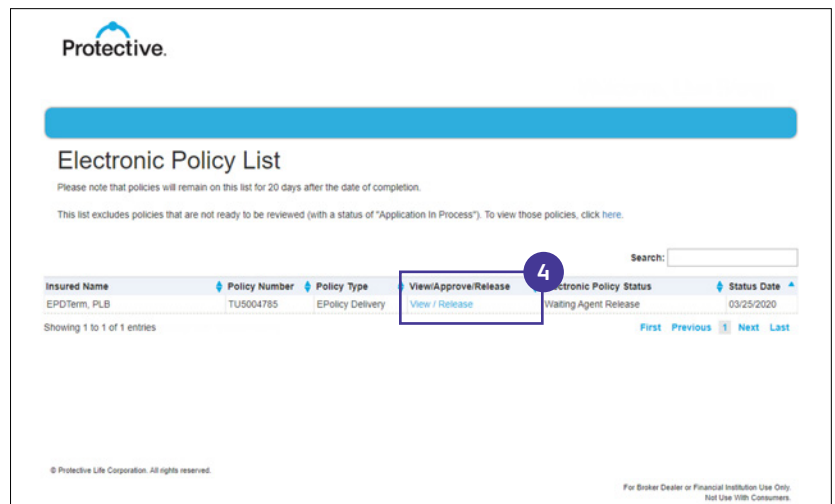 Protective.
Electronic Policy List
Please note that policies will remain on this list for 20 days after the date of completion.
This list excludes policies that are not ready to be reviewed (with a status of "Application In Process"). To view those policies, click here.
Search:
4
Insured Name Policy Number Policy Type View/Approve/Release ctronic Policy Status Status Date
EPDTerm, PLB TU5004785 EPolicy Delivery View / Release Waiting Agent Release 03/25/2020
Showing 1 to 1 of 1 entries First Previous 1 Next Last
© Protective Life Corporation. All rights reserved.
For Broker Dealer or Financial Institution Use Only.
Not Use With Consumers.